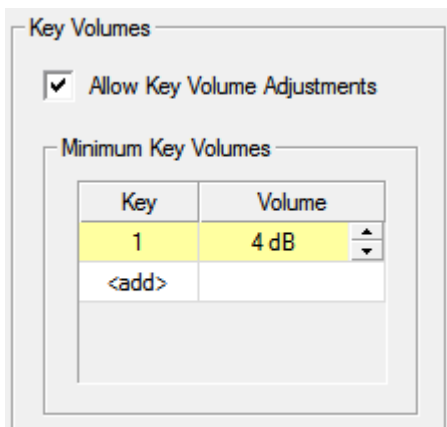 Key Volumes
Allow Key Volume Adjustments
Minimum Key Volumes
Key Volume
1 4 dB
<add>